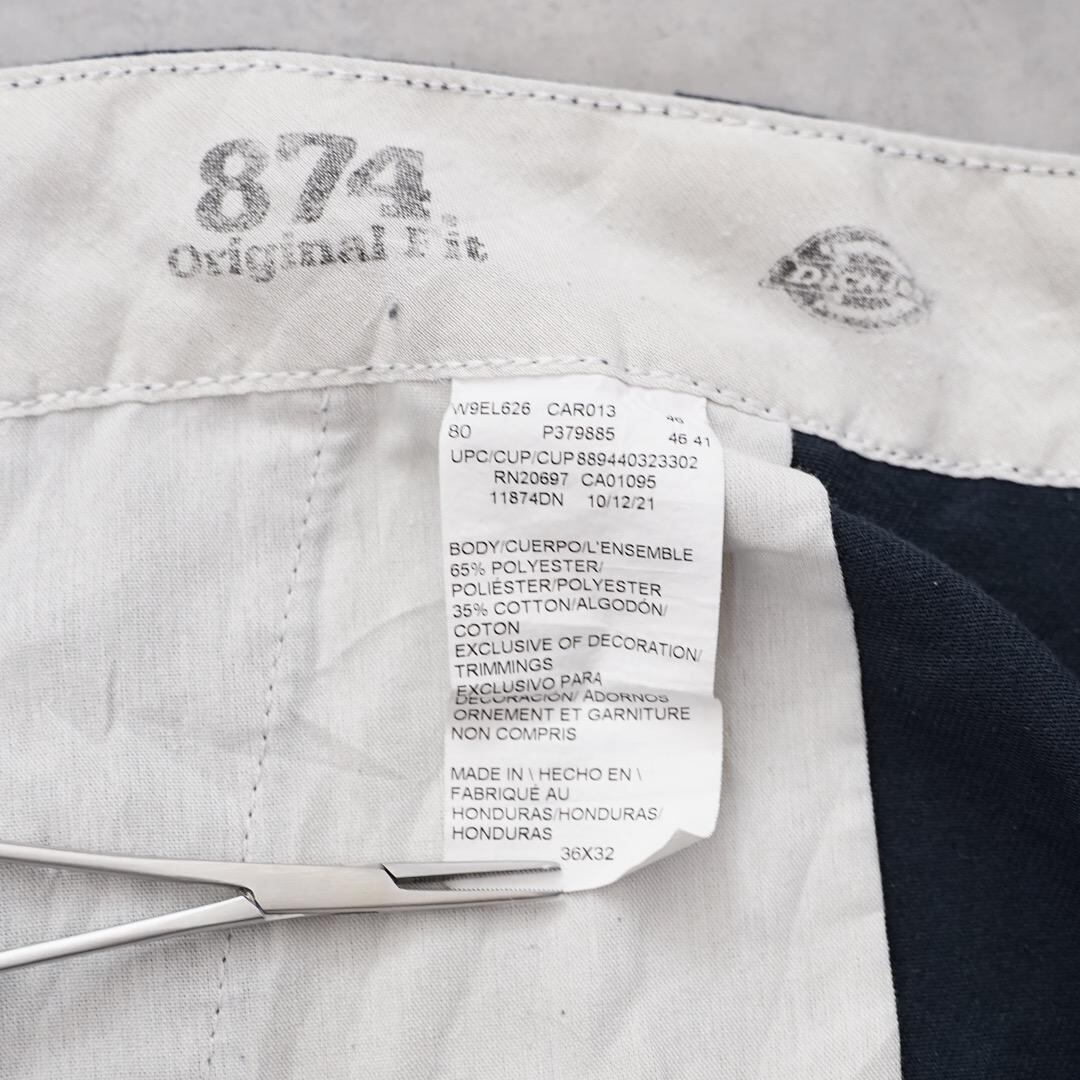 874
Original Fit
DICKIES
W9EL626 CAR013 46
80 P379885 46 41
UPC/CUP/CUP889440323302
RN20697 CA01095
11874DN 10/12/21
BODY/CUERPO/L'ENSEMBLE
65% POLYESTER/
POLIÉSTER/POLYESTER
35% COTTON/ALGODÓN/
COTON
EXCLUSIVE OF DECORATION/
TRIMMINGS
EXCLUSIVO PARA
DECORACIÓN/ ADORNOS
ORNEMENT ET GARNITURE
NON COMPRIS
MADE IN \ HECHO EN \
FABRIQUÉ AU
HONDURAS/HONDURAS/
HONDURAS
36X32